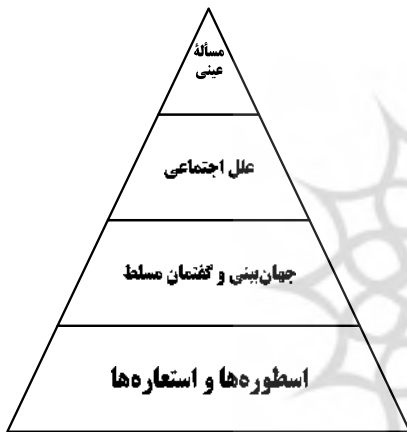 مسألهٔ
عینی
علل اجتماعی
جهان‌بینی و گفتمان مسلط
اسطوره‌ها و استعاره‌ها